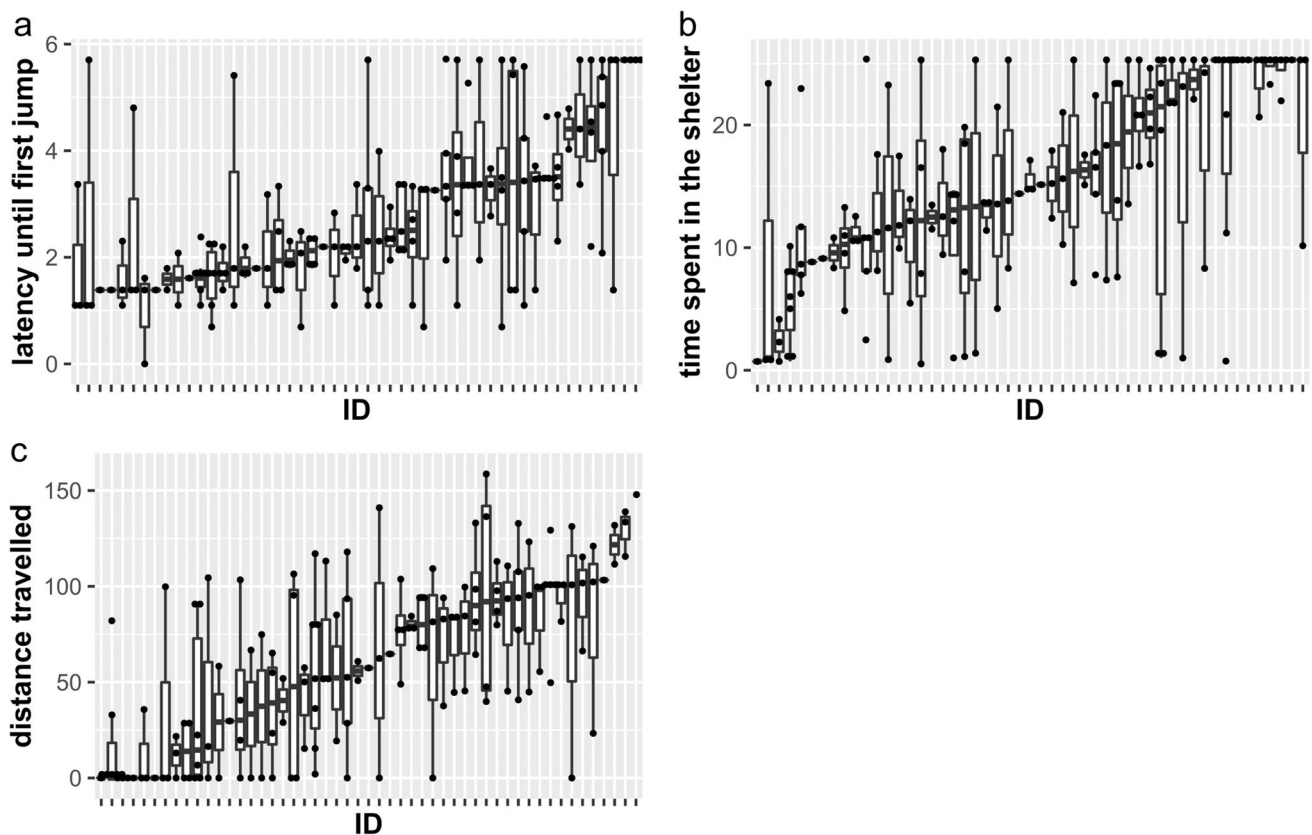 a
latency until first jump
6
4
2
0
ID
b
time spent in the shelter
20
10
0
ID
c
distance travelled
150
100
50
0
ID